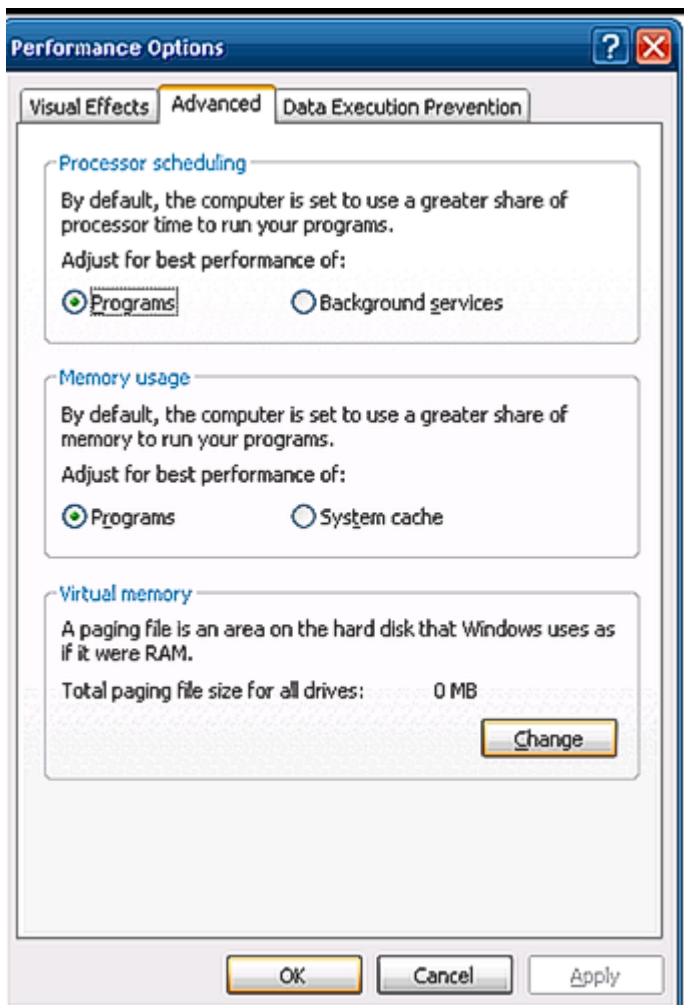 Performance Options
Visual Effects Advanced Data Execution Prevention
Processor scheduling
By default, the computer is set to use a greater share of
processor time to run your programs.
Adjust for best performance of:
Programs Background services
Memory usage
By default, the computer is set to use a greater share of
memory to run your programs.
Adjust for best performance of:
Programs System cache
Virtual memory
A paging file is an area on the hard disk that Windows uses as
if it were RAM.
Total paging file size for all drives: 0 MB
Change
OK Cancel Apply